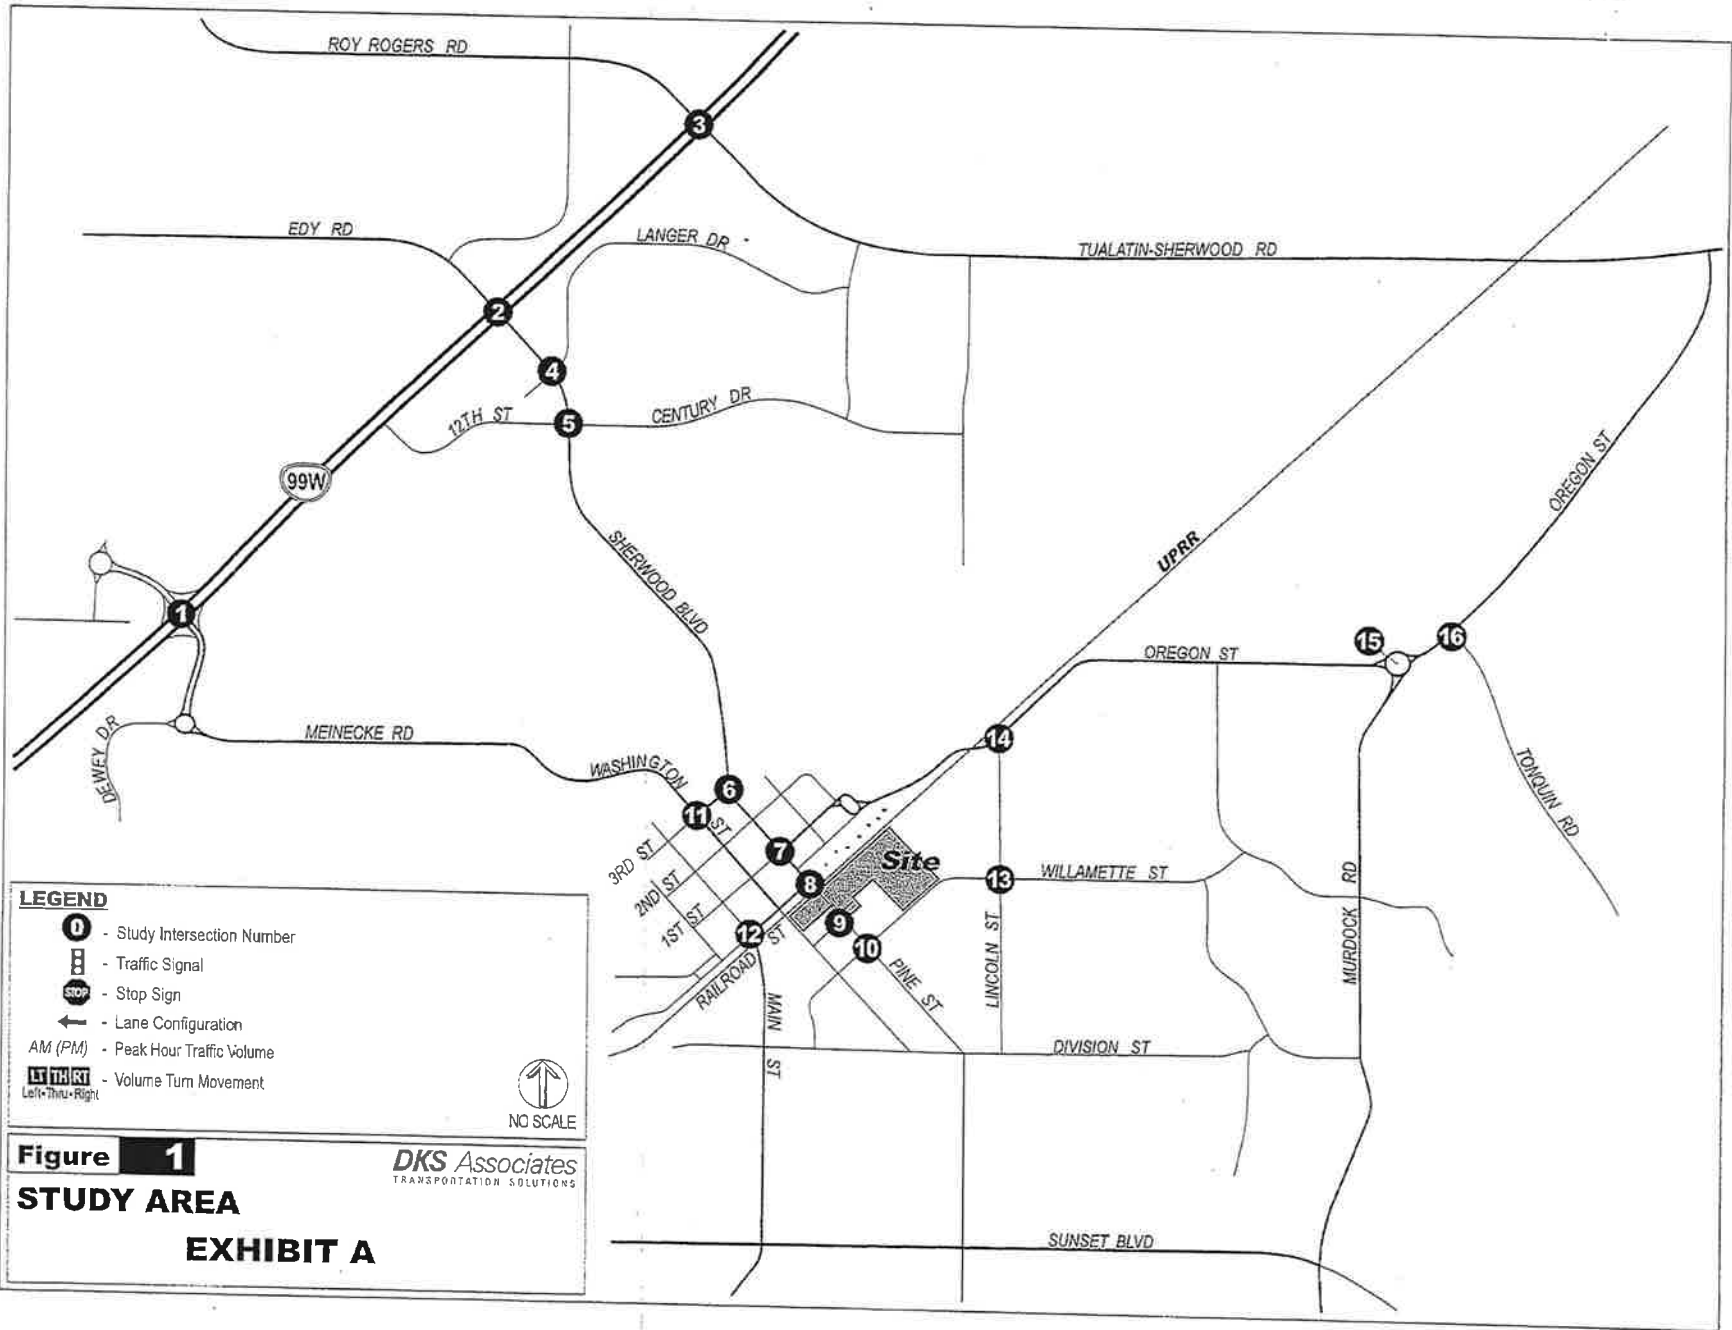 ROY ROGERS RD
3
EDY RD
LANGER DR
TUALATIN-SHERWOOD RD
2
4
12TH ST
5
CENTURY DR
99W
OREGON ST
SHERWOOD BLVD
UPRR
1
15
16
OREGON ST
DEWEY DR
MEINECKE RD
14
WASHINGTON ST
6
11
TONQUIN RD
3RD ST
7
Site
2ND ST
8
13
WILLAMETTE ST
1ST ST
9
12
10
RAILROAD ST
PINE ST
LINCOLN ST
MURDOCK RD
MAIN ST
DIVISION ST
SUNSET BLVD
LEGEND
0 - Study Intersection Number
- Traffic Signal
STOP - Stop Sign
- Lane Configuration
AM (PM) - Peak Hour Traffic Volume
LT TH RT - Volume Turn Movement
Left•Thru•Right
NO SCALE
Figure 1
DKS Associates
TRANSPORTATION SOLUTIONS
STUDY AREA
EXHIBIT A